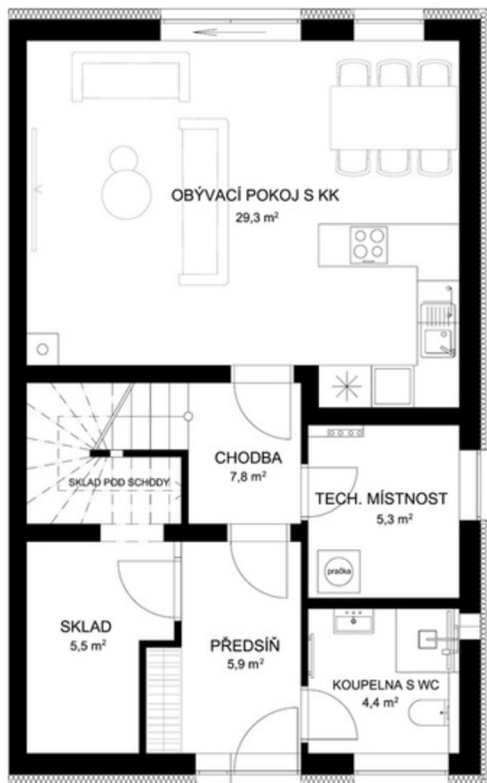 OBÝVACÍ POKOJ S KK
29,3 m²
CHODBA
7,8 m²
SKLAD POD SCHODY
TECH. MÍSTNOST
5,3 m²
pračka
SKLAD
5,5 m²
PŘEDSÍŇ
5,9 m²
KOUPELNA S WC
4,4 m²